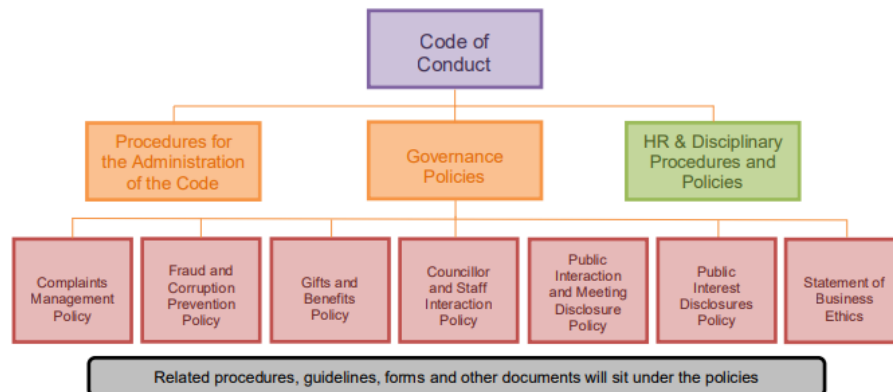 Code of
Conduct
Procedures for
the Administration
of the Code
Governance
Policies
HR & Disciplinary
Procedures and
Policies
Complaints
Management
Policy
Fraud and
Corruption
Prevention
Policy
Gifts and
Benefits
Policy
Councillor
and Staff
Interaction
Policy
Public
Interaction
and Meeting
Disclosure
Policy
Public
Interest
Disclosures
Policy
Statement of
Business
Ethics
Related procedures, guidelines, forms and other documents will sit under the policies